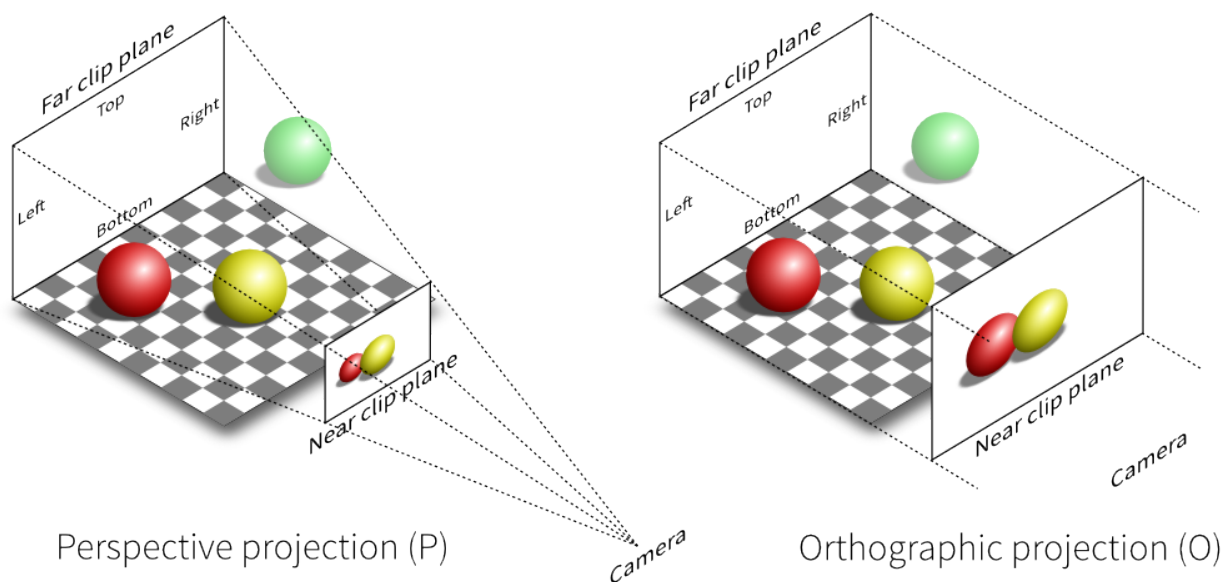 Far clip plane
Top
Right
Left
Bottom
Near clip plane
Camera
Perspective projection (P)
Far clip plane
Top
Right
Left
Bottom
Near clip plane
Camera
Orthographic projection (O)